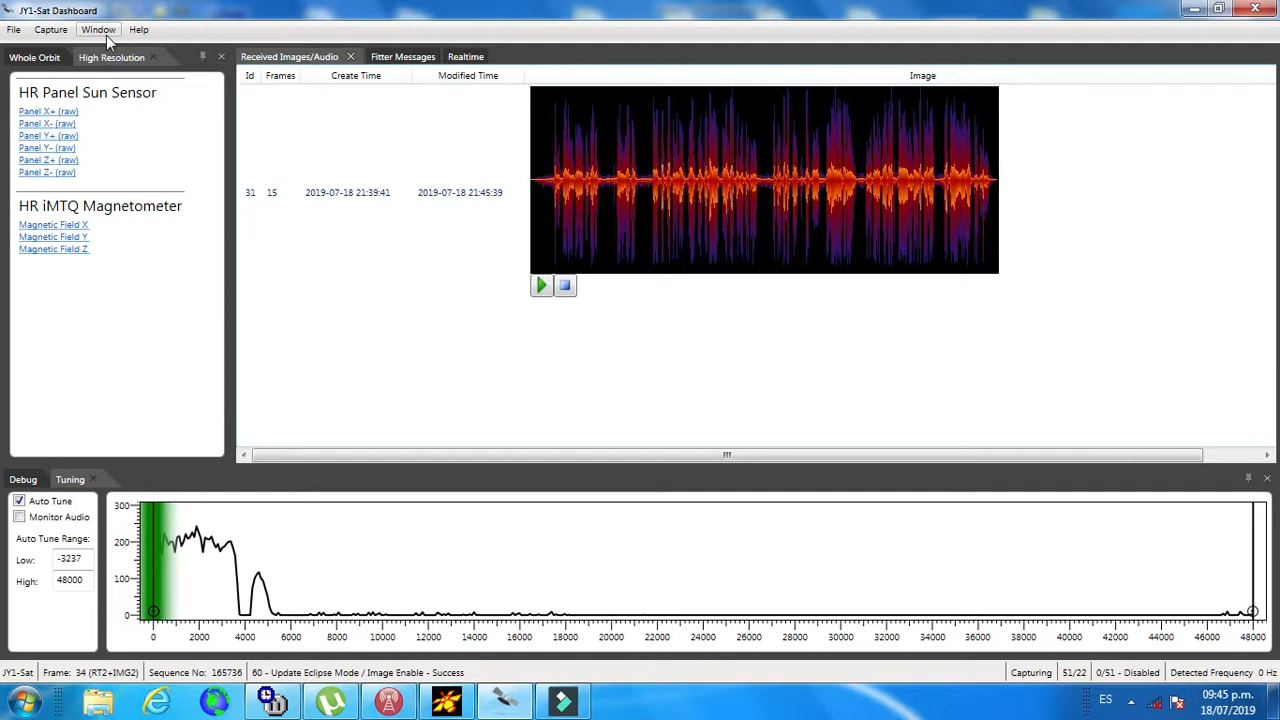 JY1-Sat Dashboard
File Capture Window Help
Whole Orbit High Resolution
Received Images/Audio Fitter Messages Realtime
HR Panel Sun Sensor
Panel X+ (raw)
Panel X- (raw)
Panel Y+ (raw)
Panel Y- (raw)
Panel Z+ (raw)
Panel Z- (raw)
HR iMTQ Magnetometer
Magnetic Field X
Magnetic Field Y
Magnetic Field Z
Id Frames Create Time Modified Time Image
31 15 2019-07-18 21:39:41 2019-07-18 21:45:39
Debug Tuning
Auto Tune
Monitor Audio
Auto Tune Range:
Low: -3237
High: 48000
300
200
100
0
0 2000 4000 6000 8000 10000 12000 14000 16000 18000 20000 22000 24000 26000 28000 30000 32000 34000 36000 38000 40000 42000 44000 46000 48000
JY1-Sat Frame: 34 (RT2+IMG2) Sequence No: 165736 60 - Update Eclipse Mode / Image Enable - Success Capturing 51/22 0/51 - Disabled Detected Frequency 0 Hz
ES 09:45 p.m.
18/07/2019